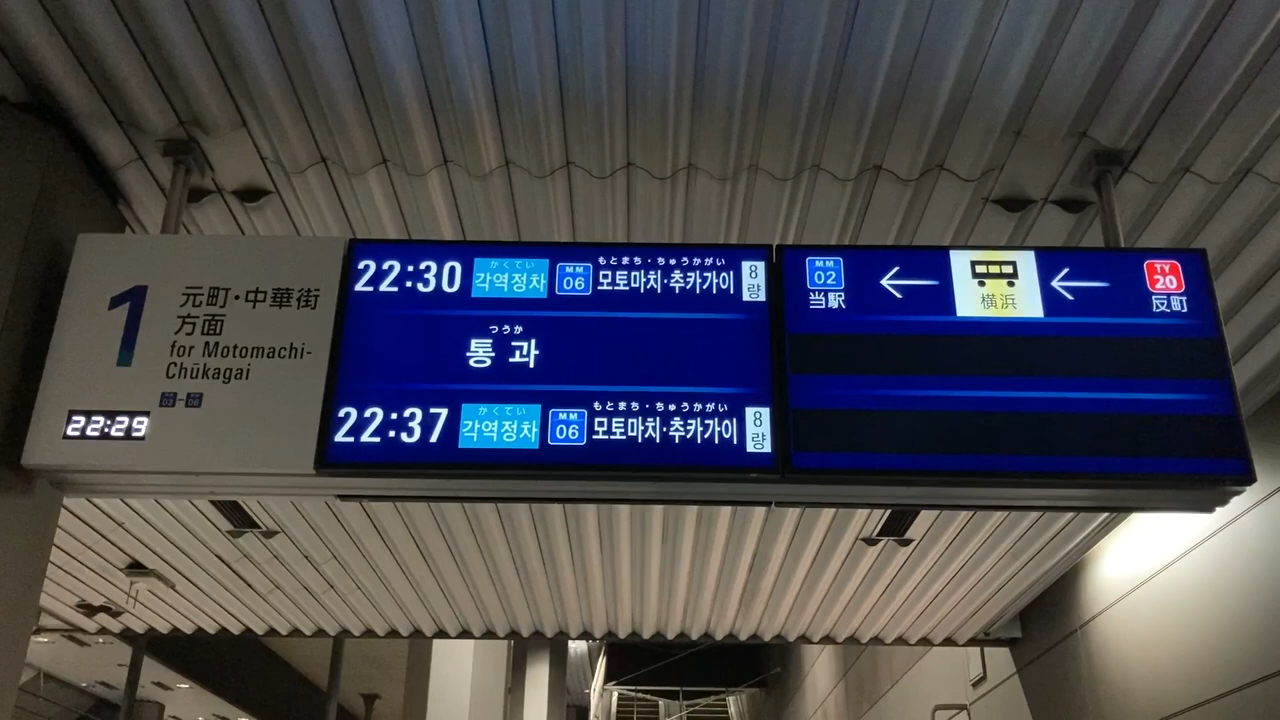 1
元町・中華街
方面
for Motomachi-
Chūkagai
MM 03 - MM 06
22:29
22:30 かくてい 각역정차 MM 06 もとまち・ちゅうかがい 모토마치·추카가이 8량
つうか
통과
22:37 かくてい 각역정차 MM 06 もとまち・ちゅうかがい 모토마치·추카가이 8량
MM 02 当駅 ← 横浜 ← TY 20 反町